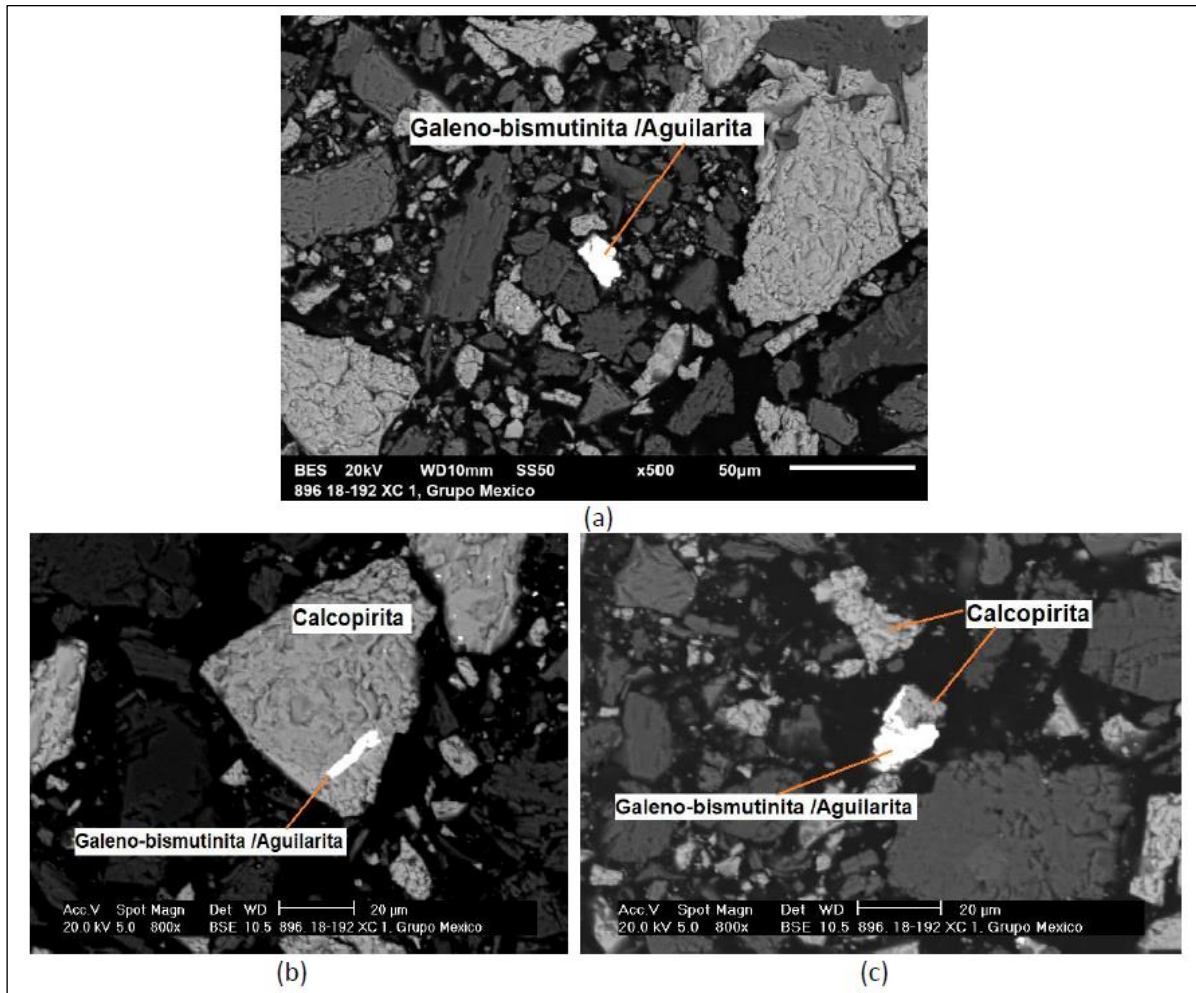 Galeno-bismutinita /Aguilarita
BES 20kV WD10mm SS50 x500 50µm
896 18-192 XC 1, Grupo Mexico
(a)
Calcopirita
Galeno-bismutinita /Aguilarita
Acc.V Spot Magn Det WD 20 µm
20.0 kV 5.0 800x BSE 10.5 896. 18-192 XC 1. Grupo Mexico
(b)
Calcopirita
Galeno-bismutinita /Aguilarita
Acc.V Spot Magn Det WD 20 µm
20.0 kV 5.0 800x BSE 10.5 896. 18-192 XC 1. Grupo Mexico
(c)